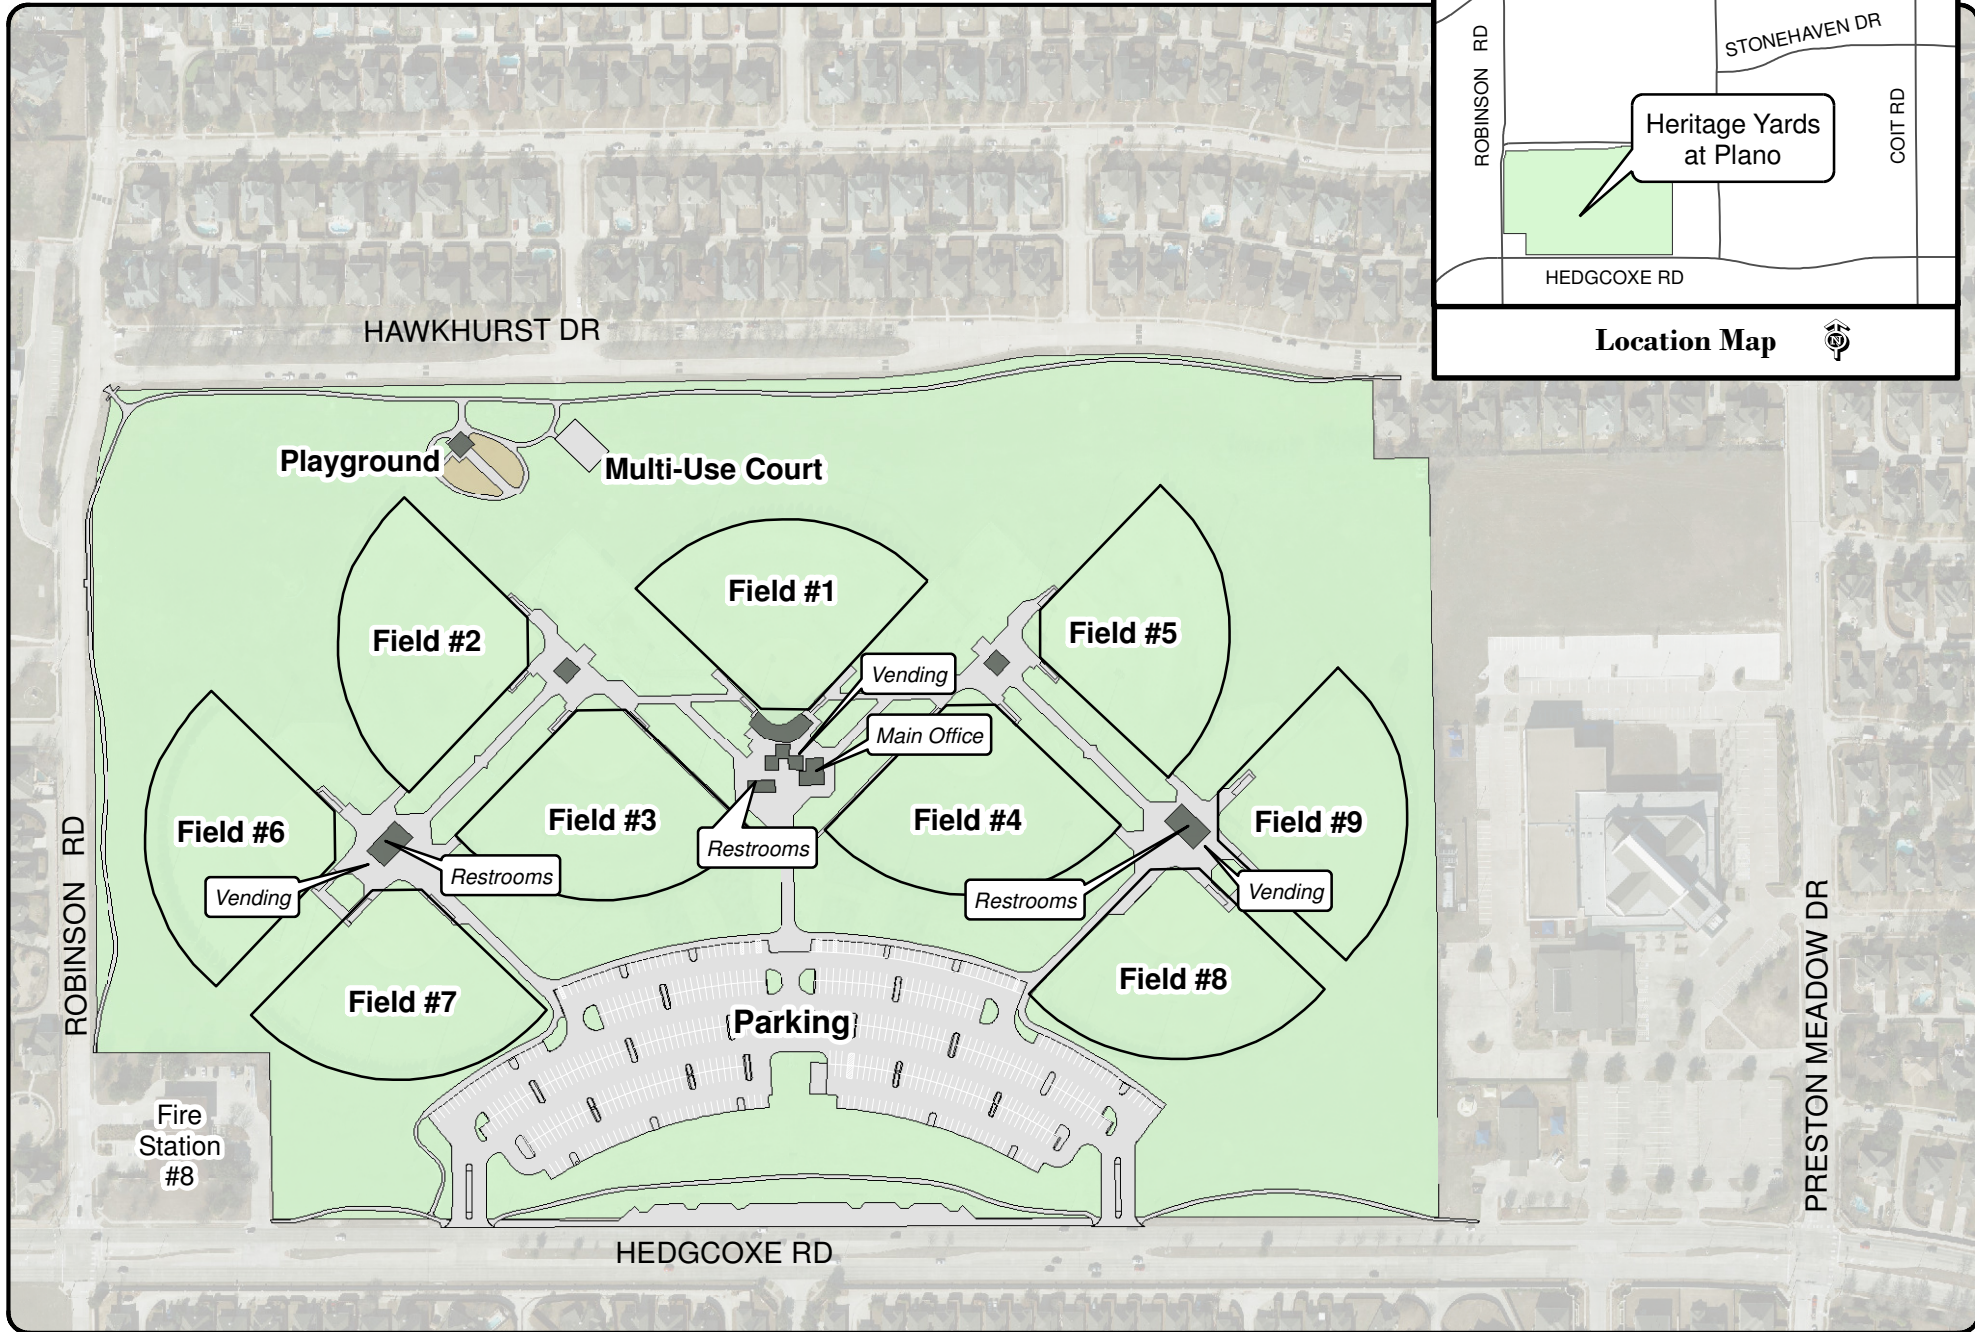 ROBINSON RD
STONEHAVEN DR
COIT RD
Heritage Yards
at Plano
HEDGCOXE RD
Location Map
N
HAWKHURST DR
Playground
Multi-Use Court
Field #1
Field #2
Field #5
Vending
Main Office
Field #3
Field #4
Field #6
Field #9
Restrooms
Restrooms
Vending
Restrooms
Vending
Field #7
Field #8
Parking
ROBINSON RD
PRESTON MEADOW DR
Fire
Station
#8
HEDGCOXE RD